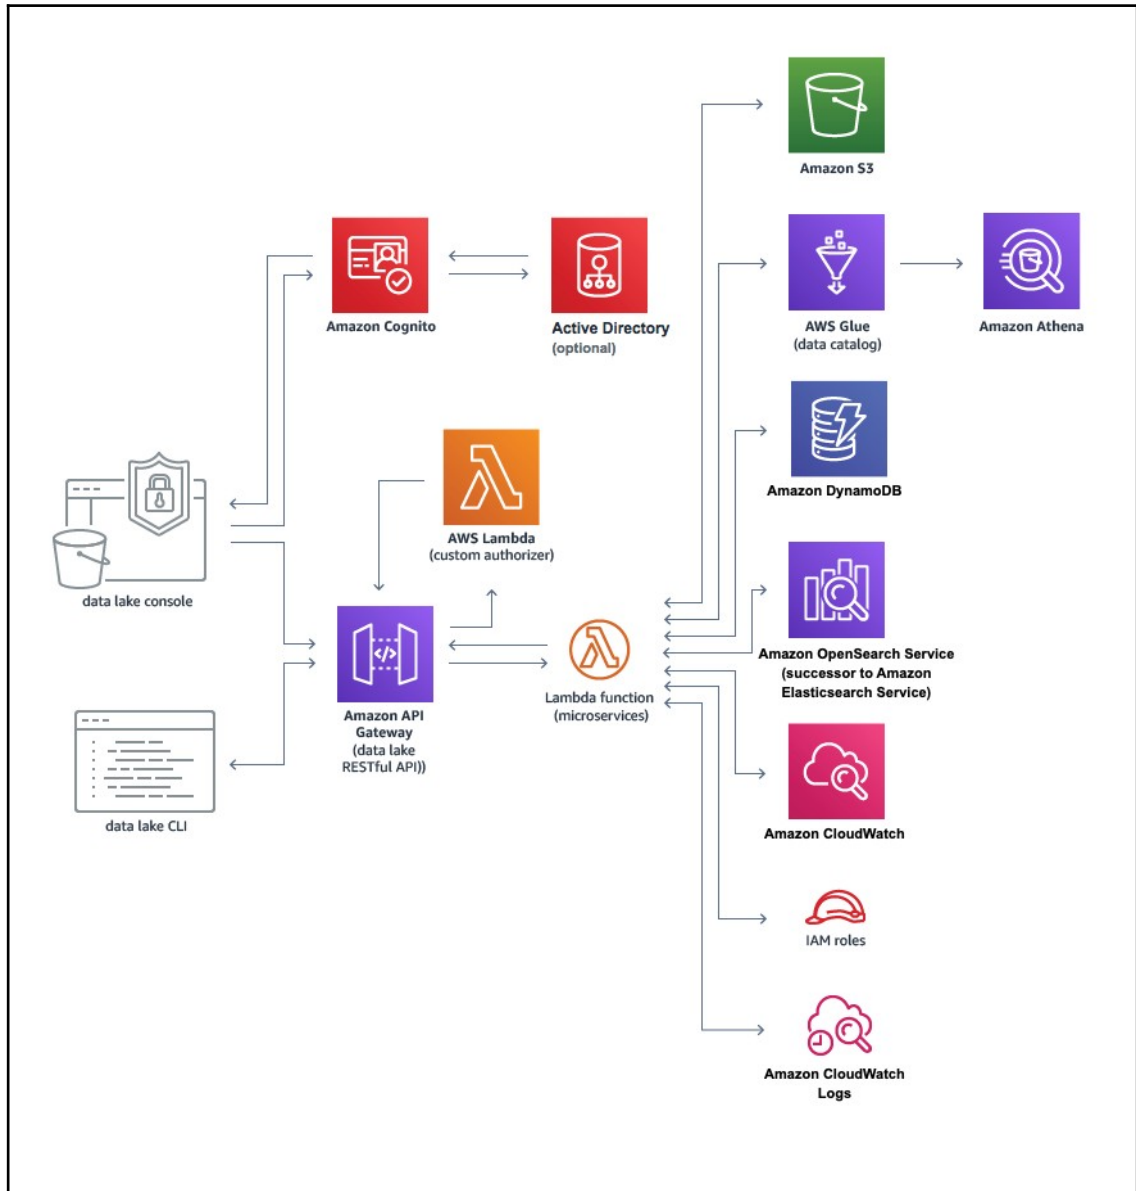 Amazon S3
Amazon Cognito
Active Directory
(optional)
AWS Glue
(data catalog)
Amazon Athena
Amazon DynamoDB
AWS Lambda
(custom authorizer)
data lake console
</>
Amazon API
Gateway
(data lake
RESTful API))
Lambda function
(microservices)
Amazon OpenSearch Service
(successor to Amazon
Elasticsearch Service)
data lake CLI
Amazon CloudWatch
IAM roles
Amazon CloudWatch
Logs